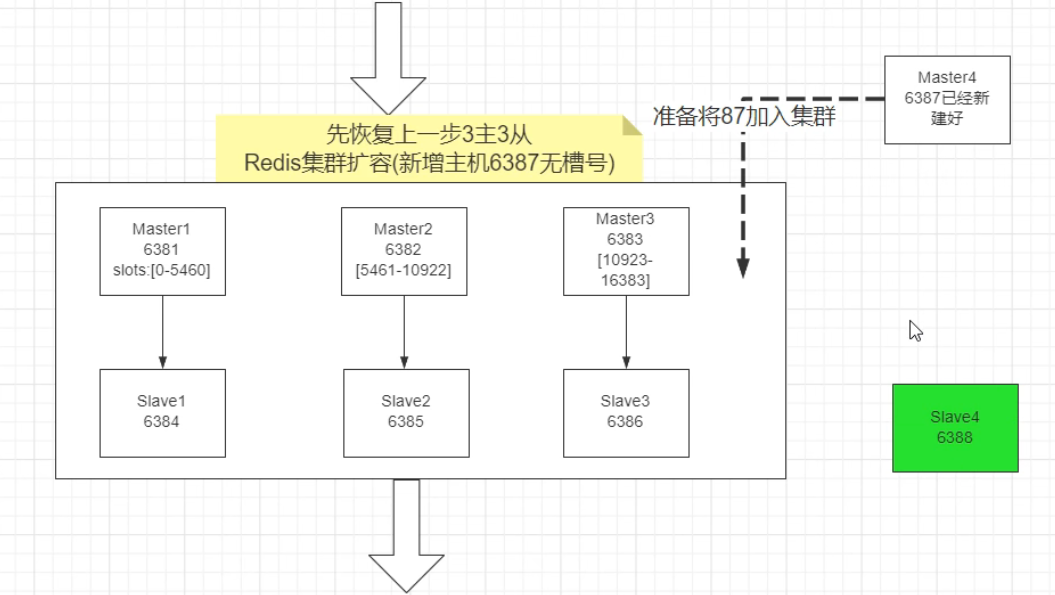 Master4
6387已经新
建好
准备将87加入集群
先恢复上一步3主3从
Redis集群扩容(新增主机6387无槽号)
Master1
6381
slots:[0-5460]
Master2
6382
[5461-10922]
Master3
6383
[10923-
16383]
Slave1
6384
Slave2
6385
Slave3
6386
Slave4
6388